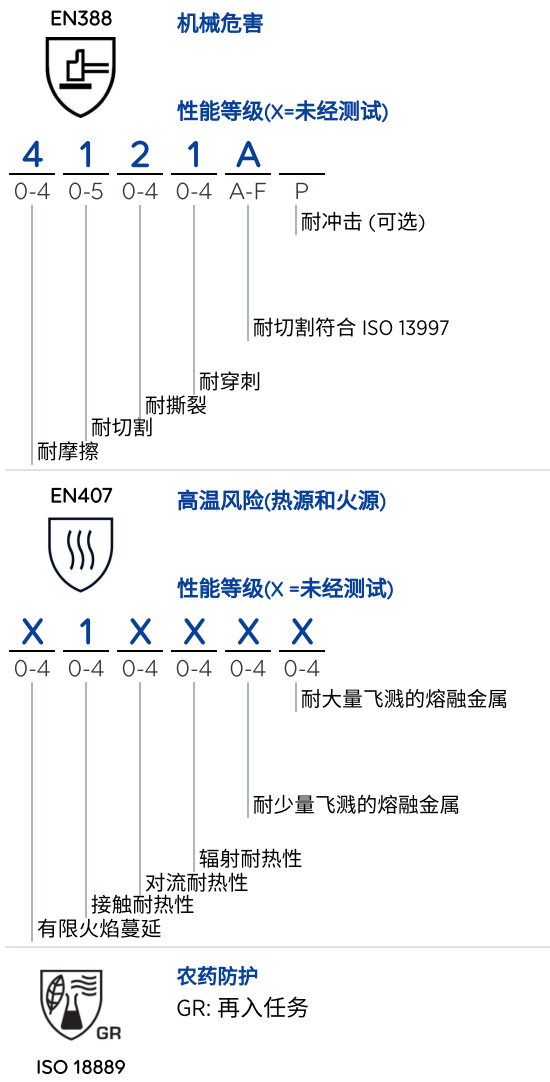 EN388
机械危害
性能等级(X=未经测试)
4 1 2 1 A
0-4 0-5 0-4 0-4 A-F P
耐冲击 (可选)
耐切割符合 ISO 13997
耐穿刺
耐撕裂
耐切割
耐摩擦
EN407
高温风险(热源和火源)
性能等级(X =未经测试)
X 1 X X X X
0-4 0-4 0-4 0-4 0-4 0-4
耐大量飞溅的熔融金属
耐少量飞溅的熔融金属
辐射耐热性
对流耐热性
接触耐热性
有限火焰蔓延
农药防护
GR: 再入任务
GR
ISO 18889